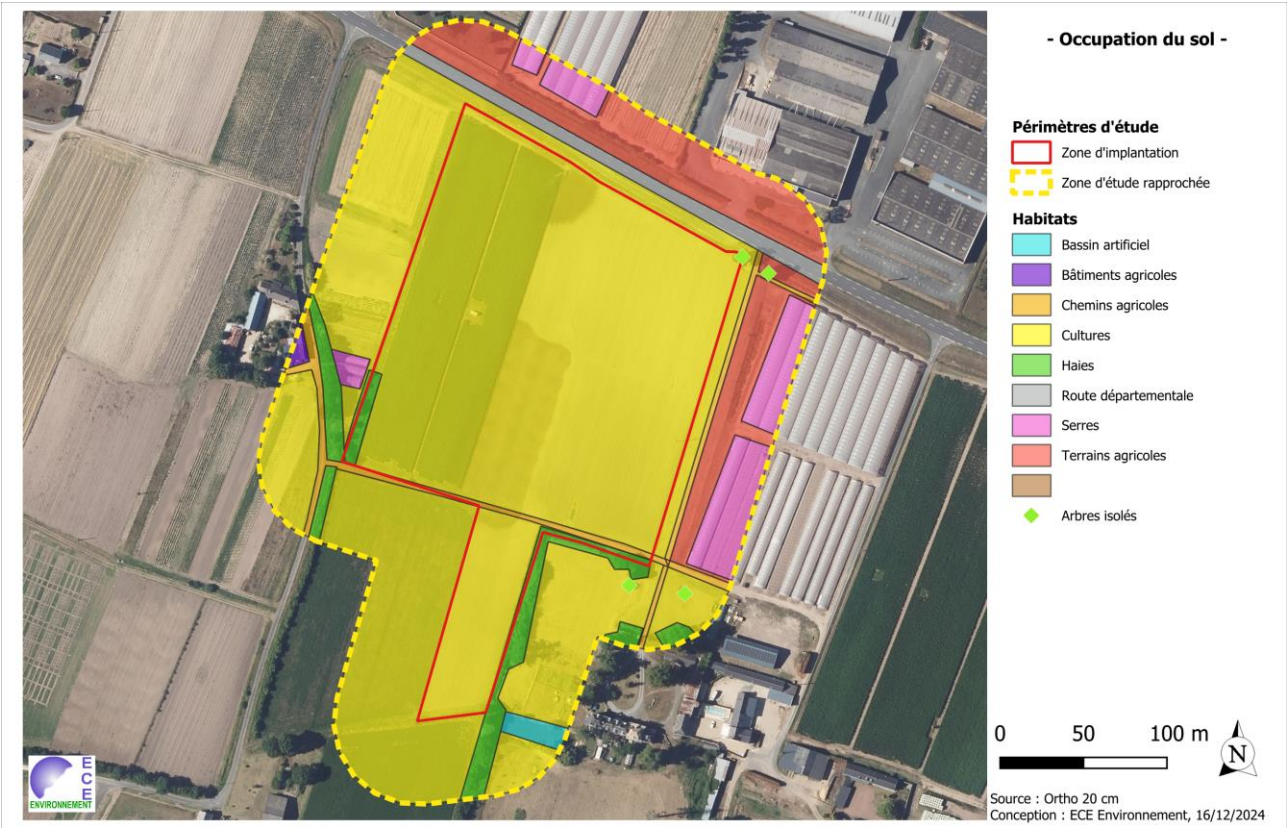 - Occupation du sol -
Périmètres d'étude
Zone d'implantation
Zone d'étude rapprochée
Habitats
Bassin artificiel
Bâtiments agricoles
Chemins agricoles
Cultures
Haies
Route départementale
Serres
Terrains agricoles
Arbres isolés
0 50 100 m
N
Source : Ortho 20 cm
Conception : ECE Environnement, 16/12/2024
ECE
ENVIRONNEMENT